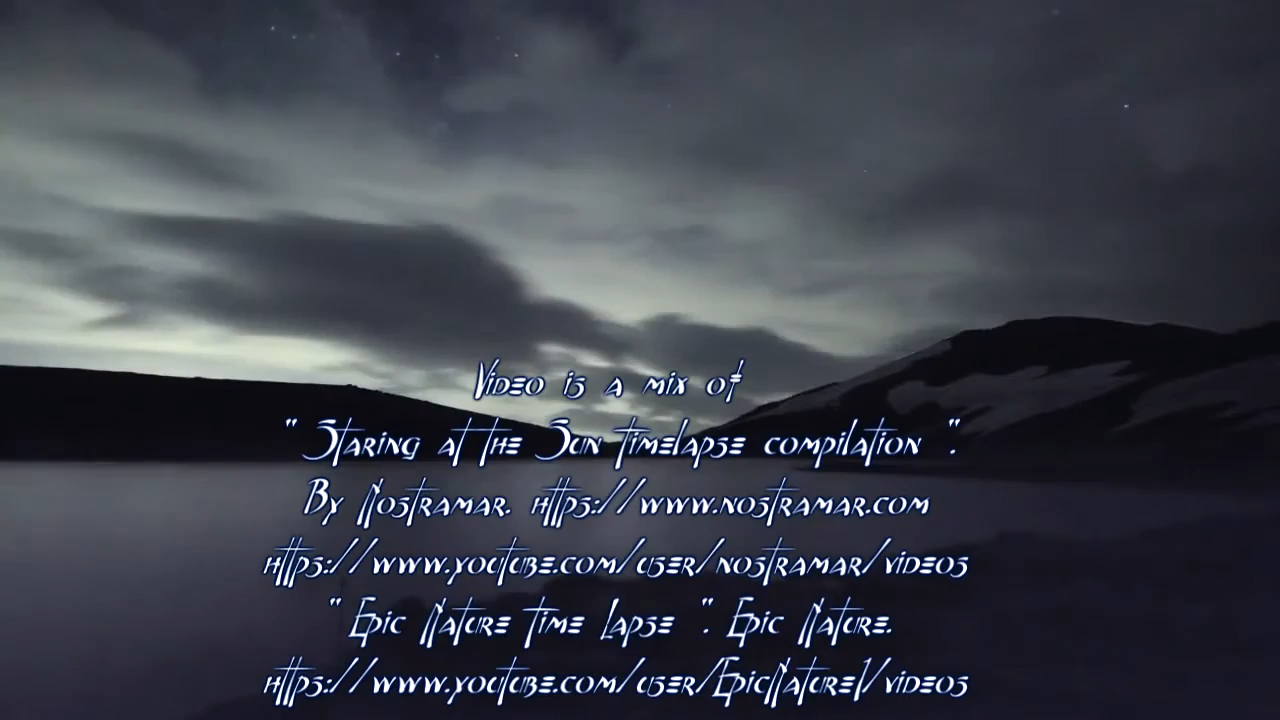 Video is a mix of
" Staring at the Sun timelapse compilation ".
By Nostramar. https://www.nostramar.com
https://www.youtube.com/user/nostramar/videos
" Epic Nature Time Lapse ". Epic Nature.
https://www.youtube.com/user/EpicNature1/videos